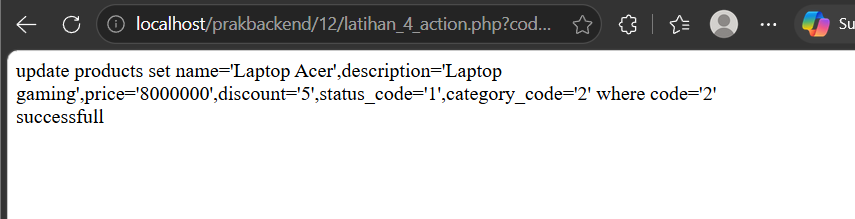 localhost/prakbackend/12/latihan_4_action.php?cod...
Su
update products set name='Laptop Acer',description='Laptop
gaming',price='8000000',discount='5',status_code='1',category_code='2' where code='2'
successfull